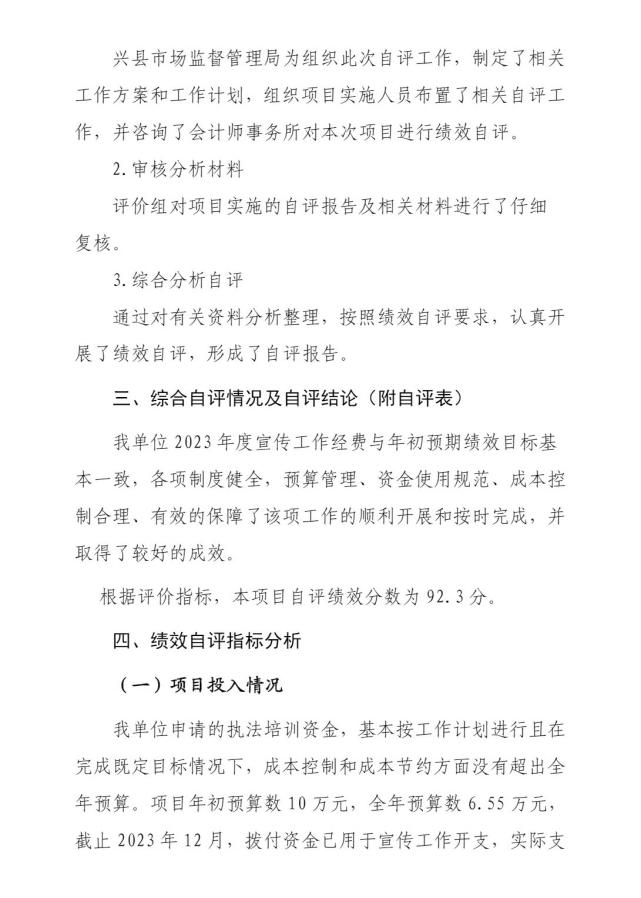 兴县市场监督管理局为组织此次自评工作，制定了相关
工作方案和工作计划，组织项目实施人员布置了相关自评工
作，并咨询了会计师事务所对本次项目进行绩效自评。
2.审核分析材料
评价组对项目实施的自评报告及相关材料进行了仔细
复核。
3.综合分析自评
通过对有关资料分析整理，按照绩效自评要求，认真开
展了绩效自评，形成了自评报告。
三、综合自评情况及自评结论（附自评表）
我单位 2023 年度宣传工作经费与年初预期绩效目标基
本一致，各项制度健全，预算管理、资金使用规范、成本控
制合理、有效的保障了该项工作的顺利开展和按时完成，并
取得了较好的成效。
根据评价指标，本项目自评绩效分数为 92.3 分。
四、绩效自评指标分析
（一）项目投入情况
我单位申请的执法培训资金，基本按工作计划进行且在
完成既定目标情况下，成本控制和成本节约方面没有超出全
年预算。项目年初预算数 10 万元，全年预算数 6.55 万元，
截止 2023 年 12 月，拨付资金已用于宣传工作开支，实际支